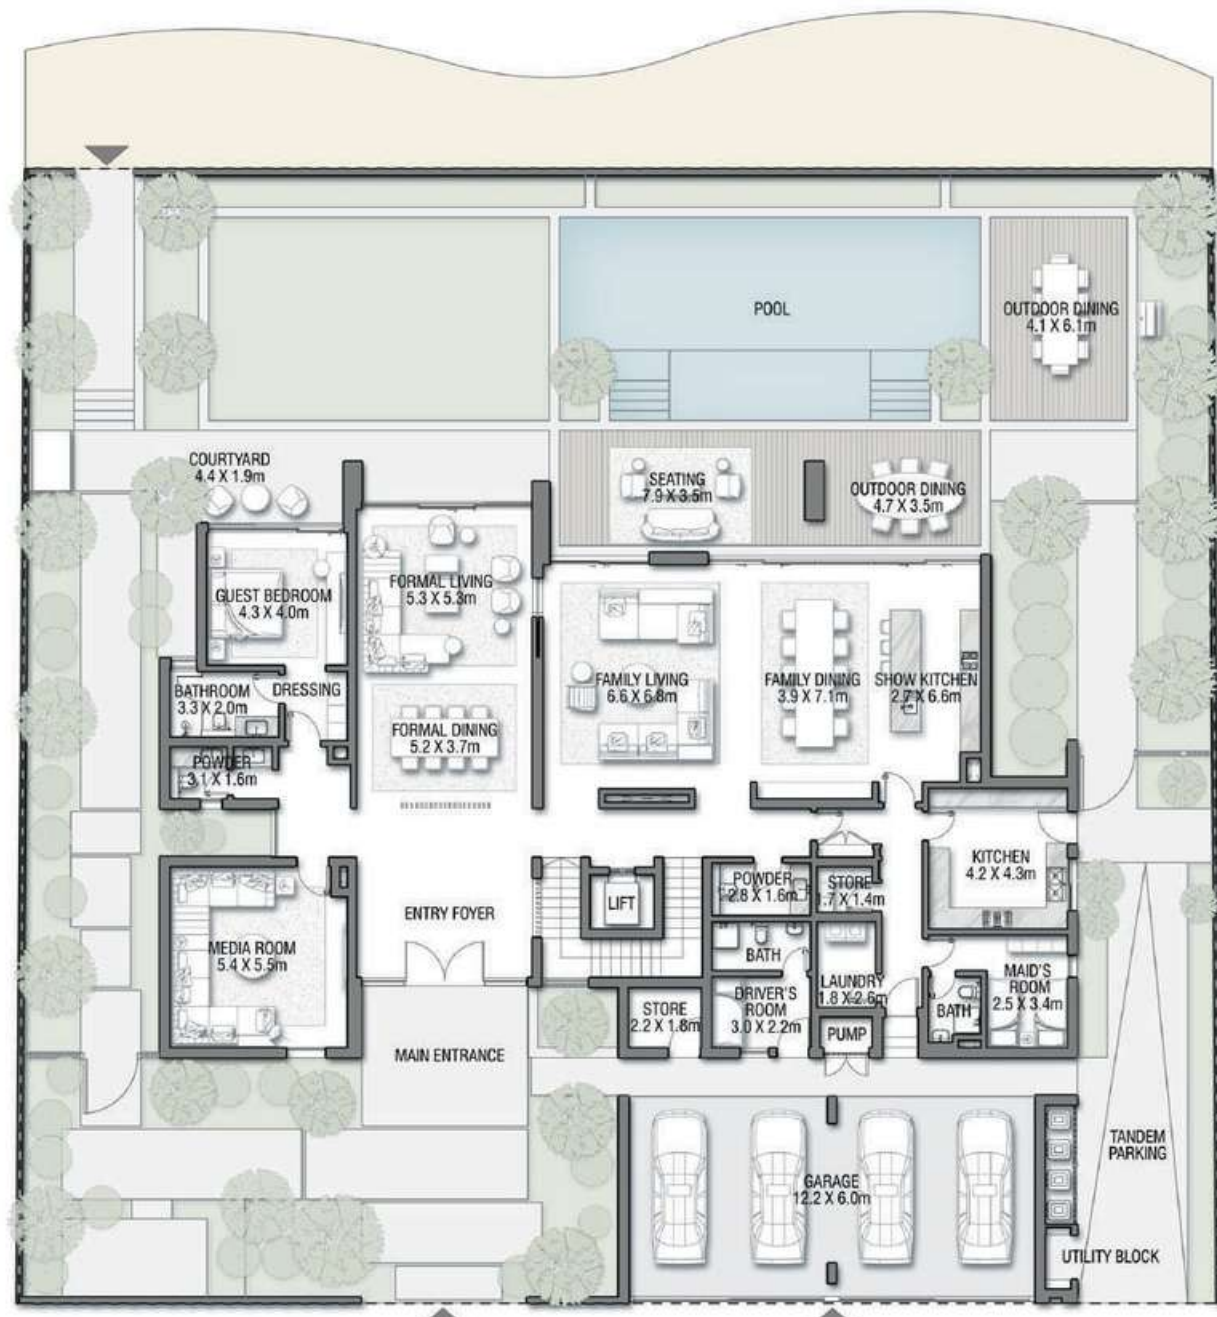 POOL
OUTDOOR DINING
4.1 X 6.1m
COURTYARD
4.4 X 1.9m
SEATING
7.9 X 3.5m
OUTDOOR DINING
4.7 X 3.5m
GUEST BEDROOM
4.3 X 4.0m
FORMAL LIVING
5.3 X 5.3m
BATHROOM
3.3 X 2.0m
DRESSING
FAMILY LIVING
6.6 X 6.8m
FAMILY DINING
3.9 X 7.1m
SHOW KITCHEN
2.7 X 6.6m
FORMAL DINING
5.2 X 3.7m
POWDER
3.1 X 1.6m
KITCHEN
4.2 X 4.3m
POWDER
2.8 X 1.6m
STORE
1.7 X 1.4m
LIFT
ENTRY FOYER
MEDIA ROOM
5.4 X 5.5m
BATH
LAUNDRY
1.8 X 2.6m
MAID'S
ROOM
2.5 X 3.4m
DRIVER'S
ROOM
3.0 X 2.2m
STORE
2.2 X 1.8m
BATH
PUMP
MAIN ENTRANCE
TANDEM
PARKING
GARAGE
12.2 X 6.0m
UTILITY BLOCK